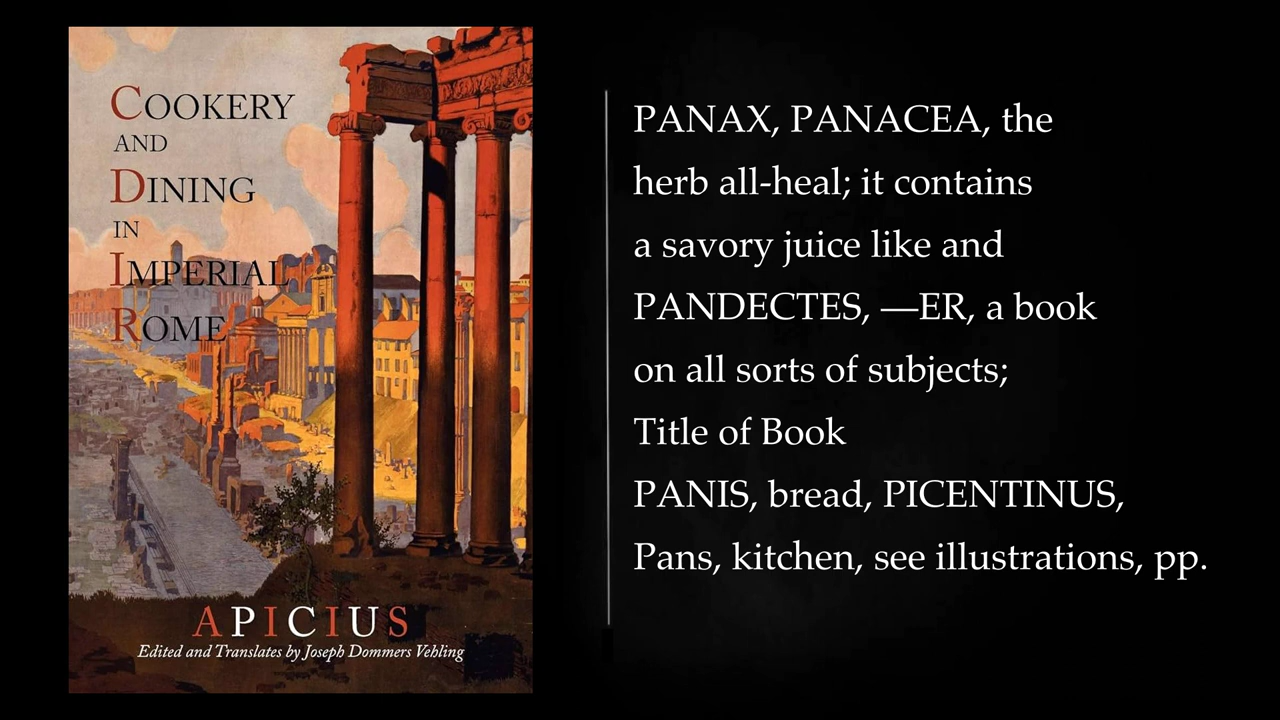 COOKERY
AND
DINING
IN
IMPERIAL
ROME
APICIUS
Edited and Translates by Joseph Dommers Vehling
PANAX, PANACEA, the
herb all-heal; it contains
a savory juice like and
PANDECTES, —ER, a book
on all sorts of subjects;
Title of Book
PANIS, bread, PICENTINUS,
Pans, kitchen, see illustrations, pp.